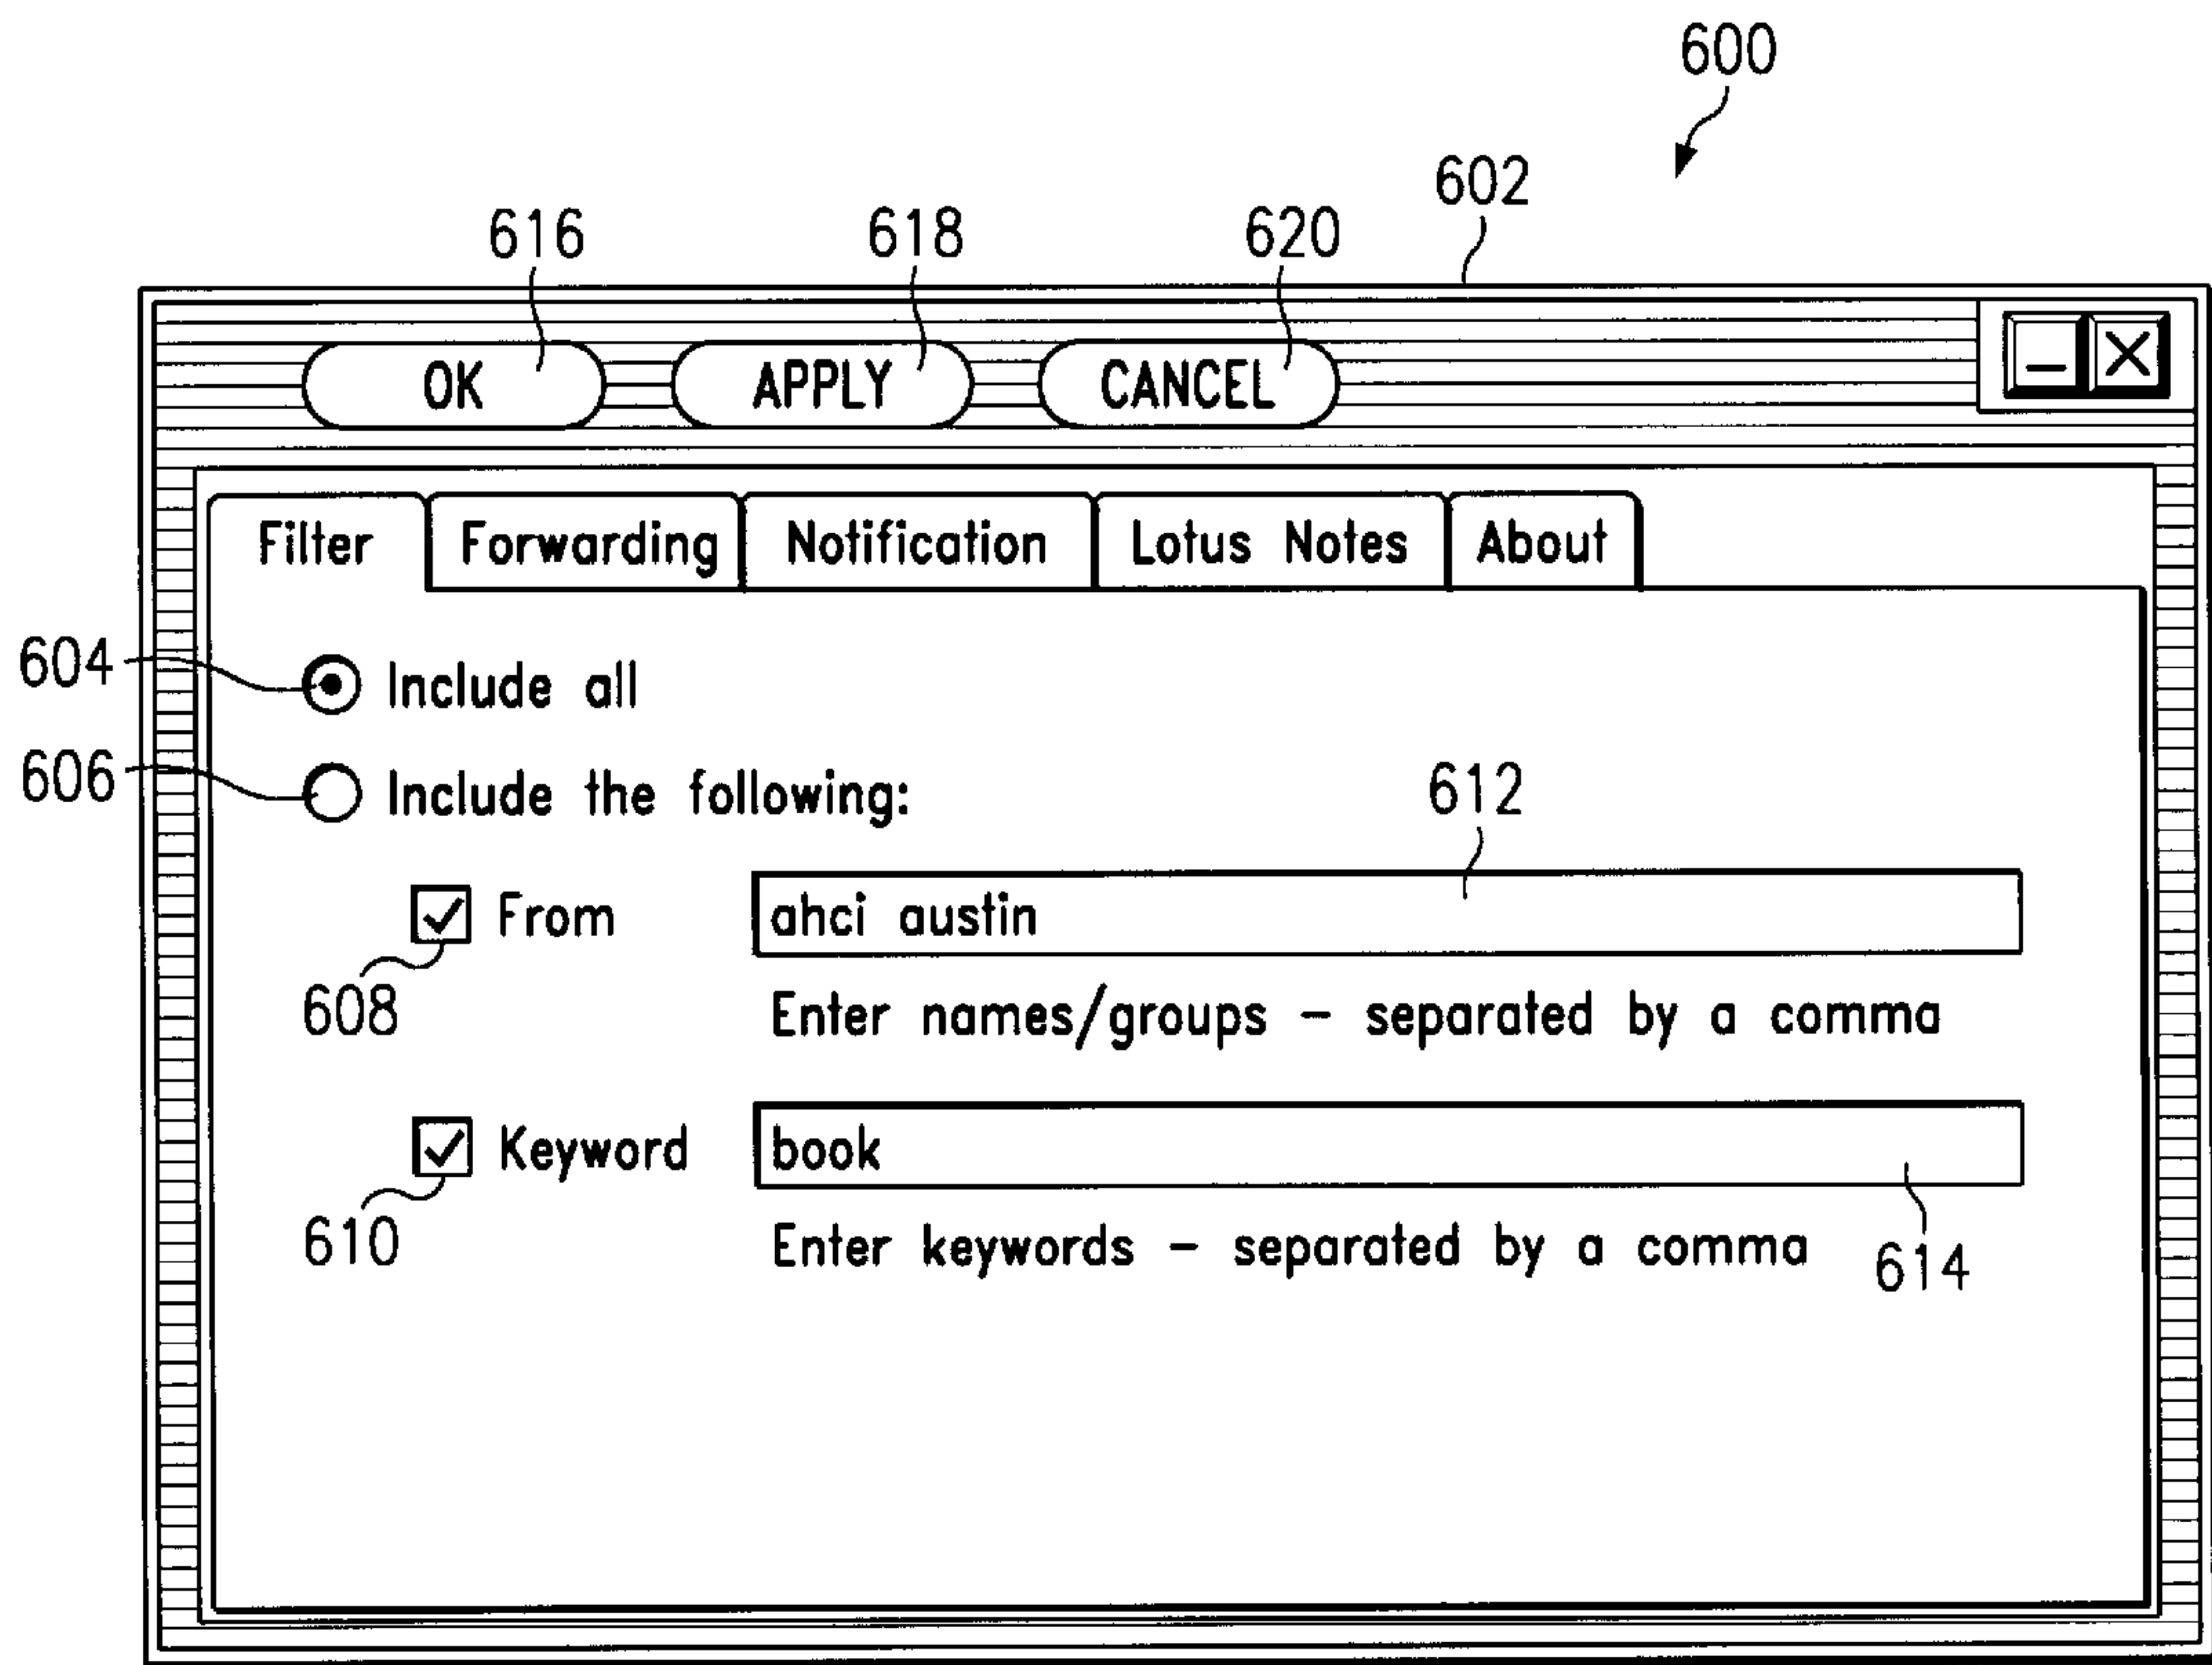 600
602
616 618 620
OK APPLY CANCEL
Filter Forwarding Notification Lotus Notes About
604 Include all
606 Include the following:
612
From ahci austin
608 Enter names/groups – separated by a comma
Keyword book
610 Enter keywords – separated by a comma 614